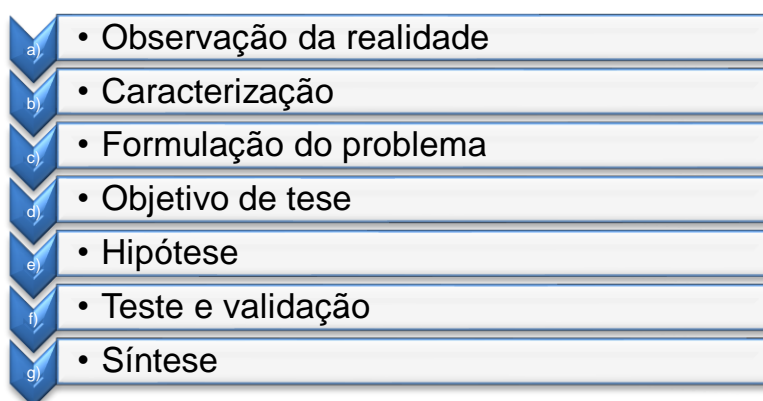 a) • Observação da realidade
b) • Caracterização
c) • Formulação do problema
d) • Objetivo de tese
e) • Hipótese
f) • Teste e validação
g) • Síntese